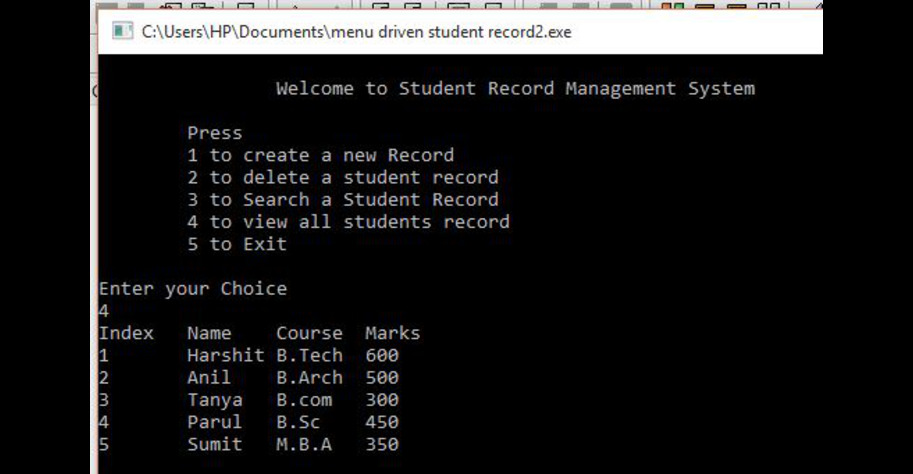 C:\Users\HP\Documents\menu driven student record2.exe
Welcome to Student Record Management System
Press
1 to create a new Record
2 to delete a student record
3 to Search a Student Record
4 to view all students record
5 to Exit
Enter your Choice
4
Index Name Course Marks
1 Harshit B.Tech 600
2 Anil B.Arch 500
3 Tanya B.com 300
4 Parul B.Sc 450
5 Sumit M.B.A 350